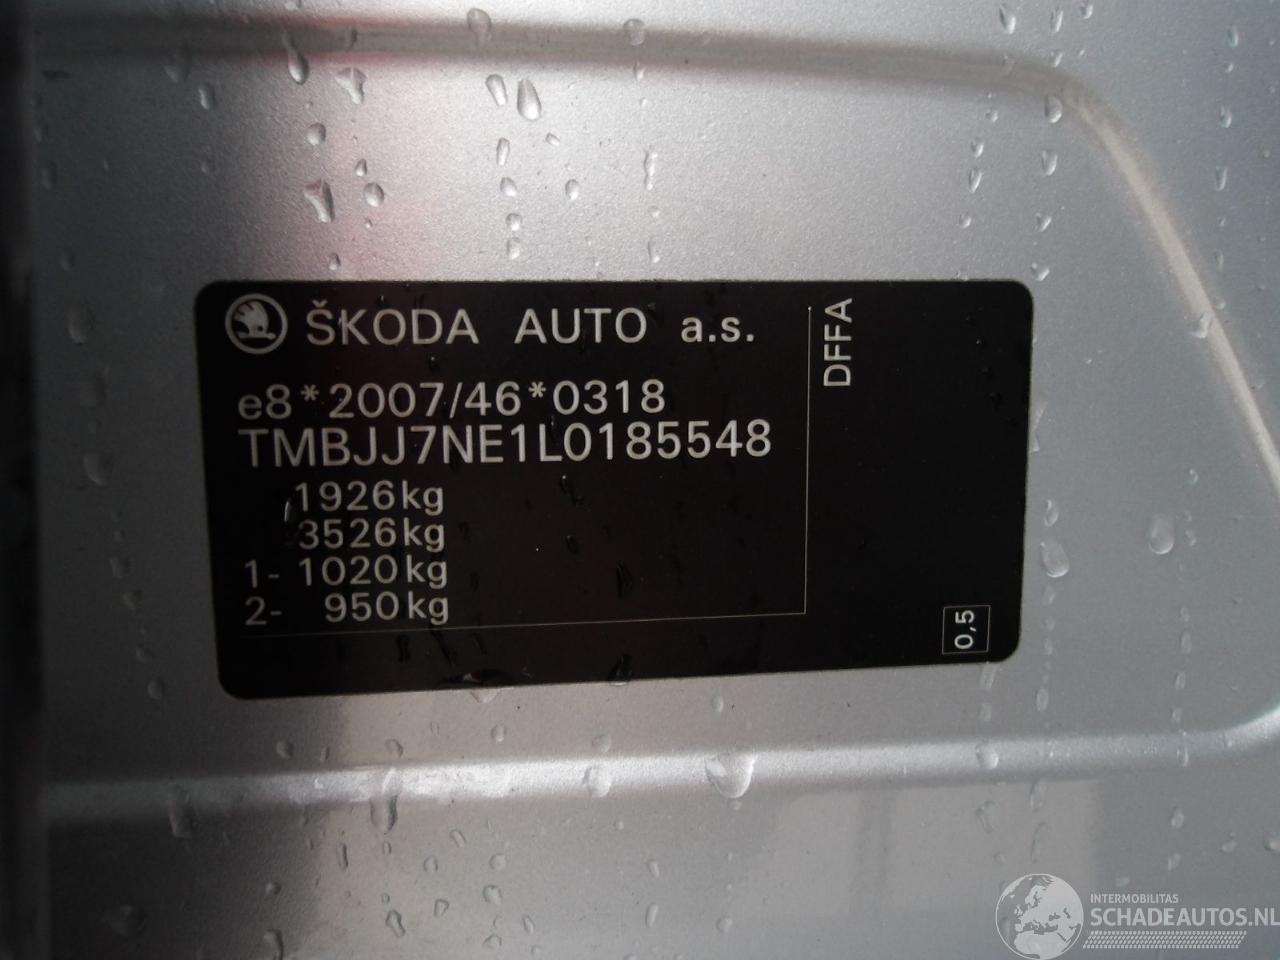 ŠKODA AUTO a.s.
e8*2007/46*0318
TMBJJ7NE1L0185548
1926kg
3526kg
1- 1020kg
2- 950kg
DFFA
0,5
INTERMOBILITAS
SCHADEAUTOS.NL